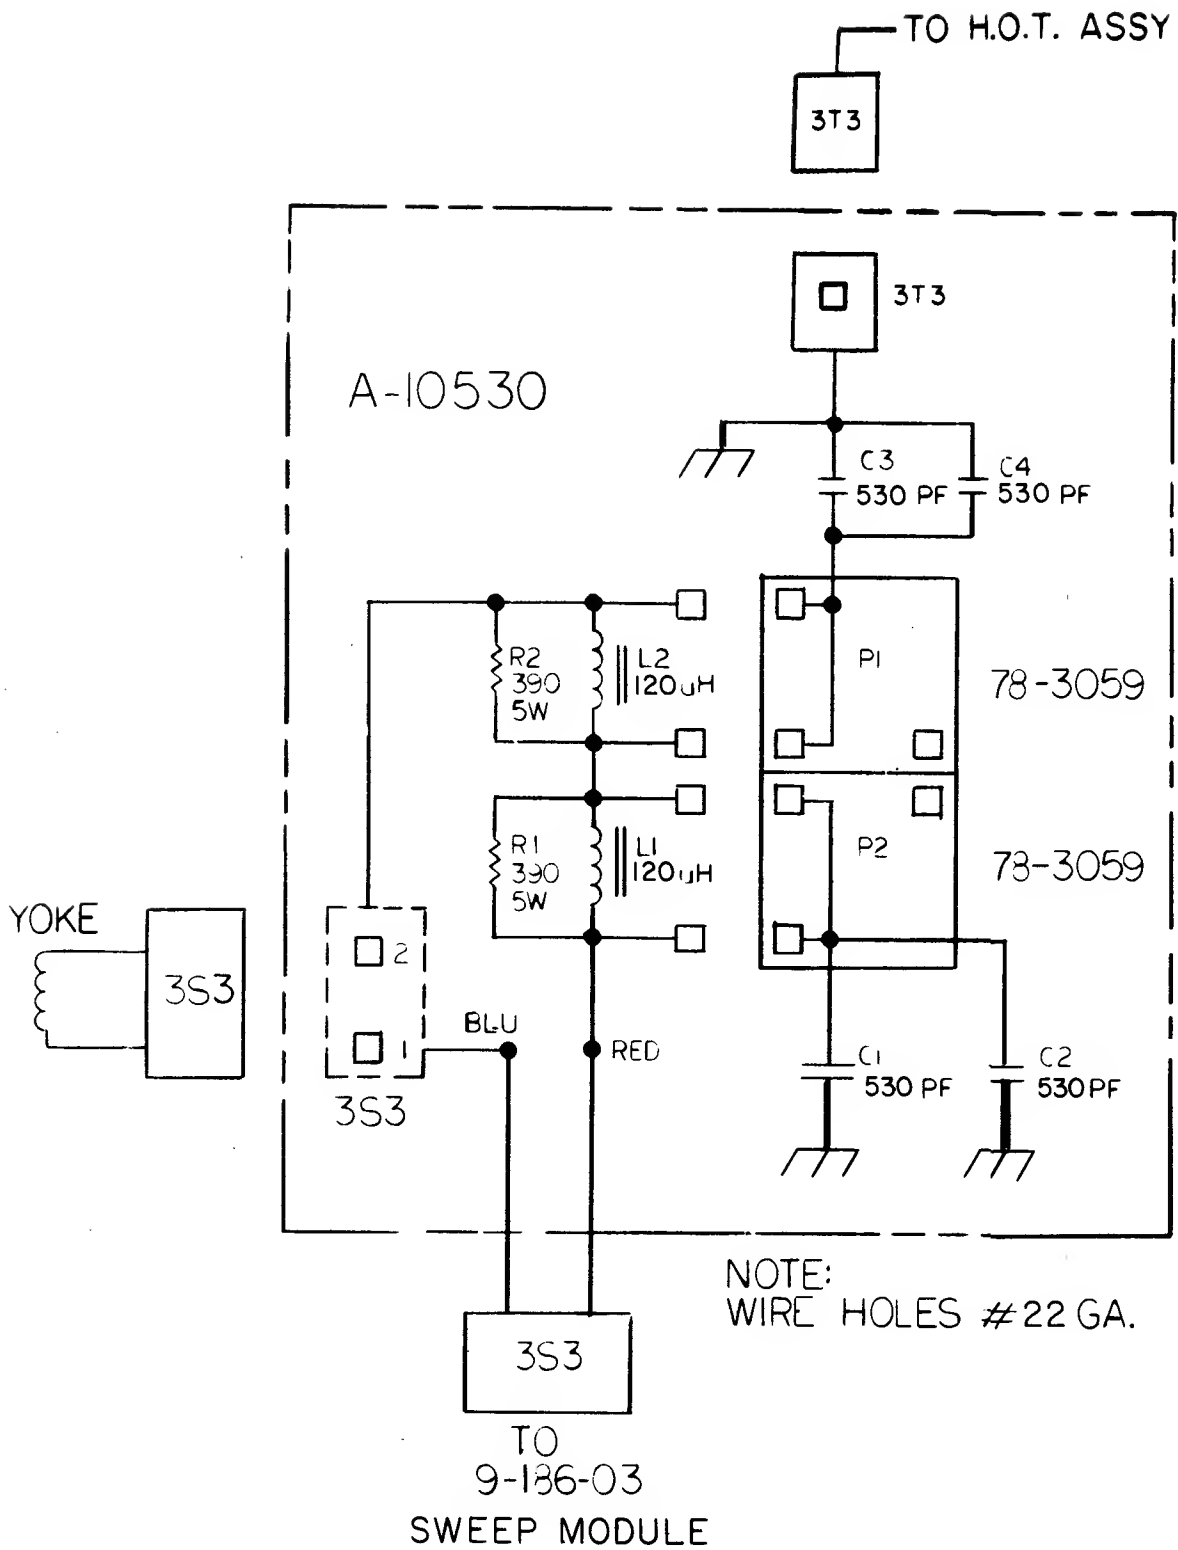 TO H.O.T. ASSY
3T3
3T3
A-10530
C3
530 PF
C4
530 PF
R2
390
5W
L2
120uH
P1
78-3059
R1
390
5W
L1
120uH
P2
78-3059
YOKE
3S3
2
1
3S3
BLU
RED
C1
530 PF
C2
530 PF
NOTE:
WIRE HOLES #22 GA.
3S3
TO
9-186-03
SWEEP MODULE